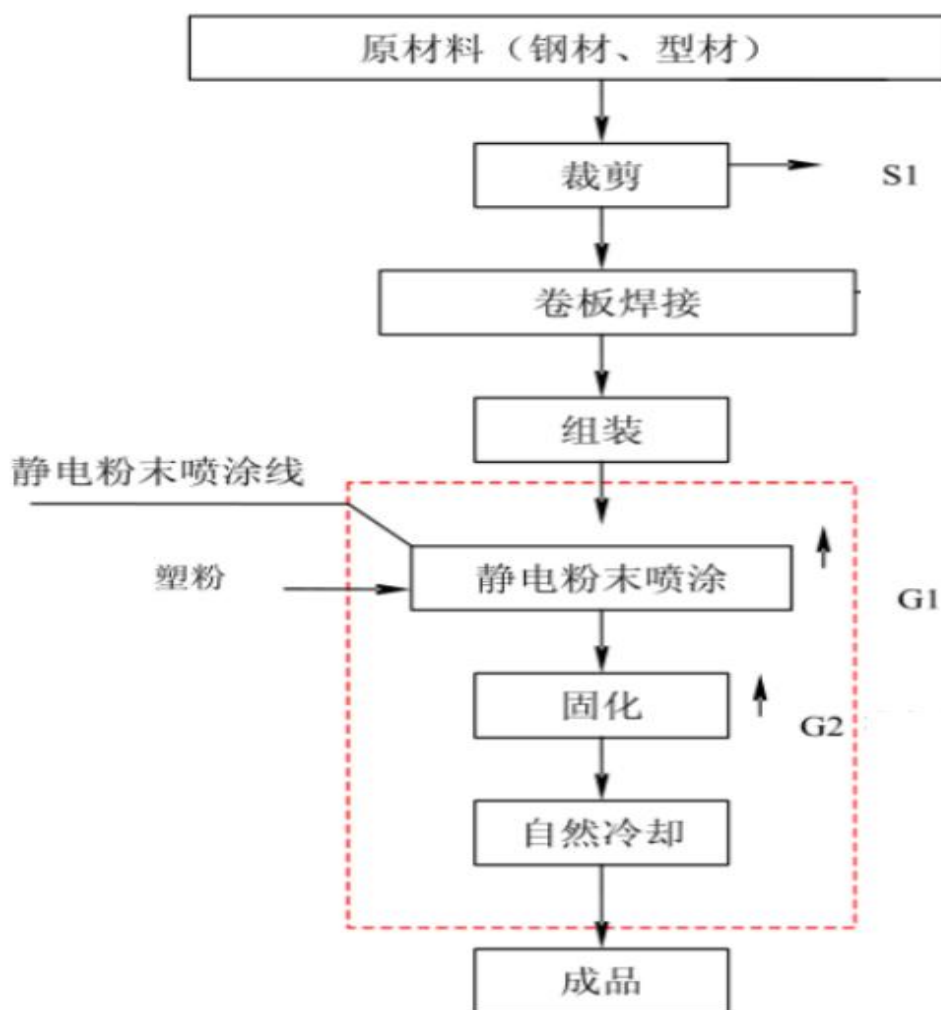 原材料（钢材、型材）
裁剪
S1
卷板焊接
组装
静电粉末喷涂线
静电粉末喷涂
塑粉
G1
固化
G2
自然冷却
成品